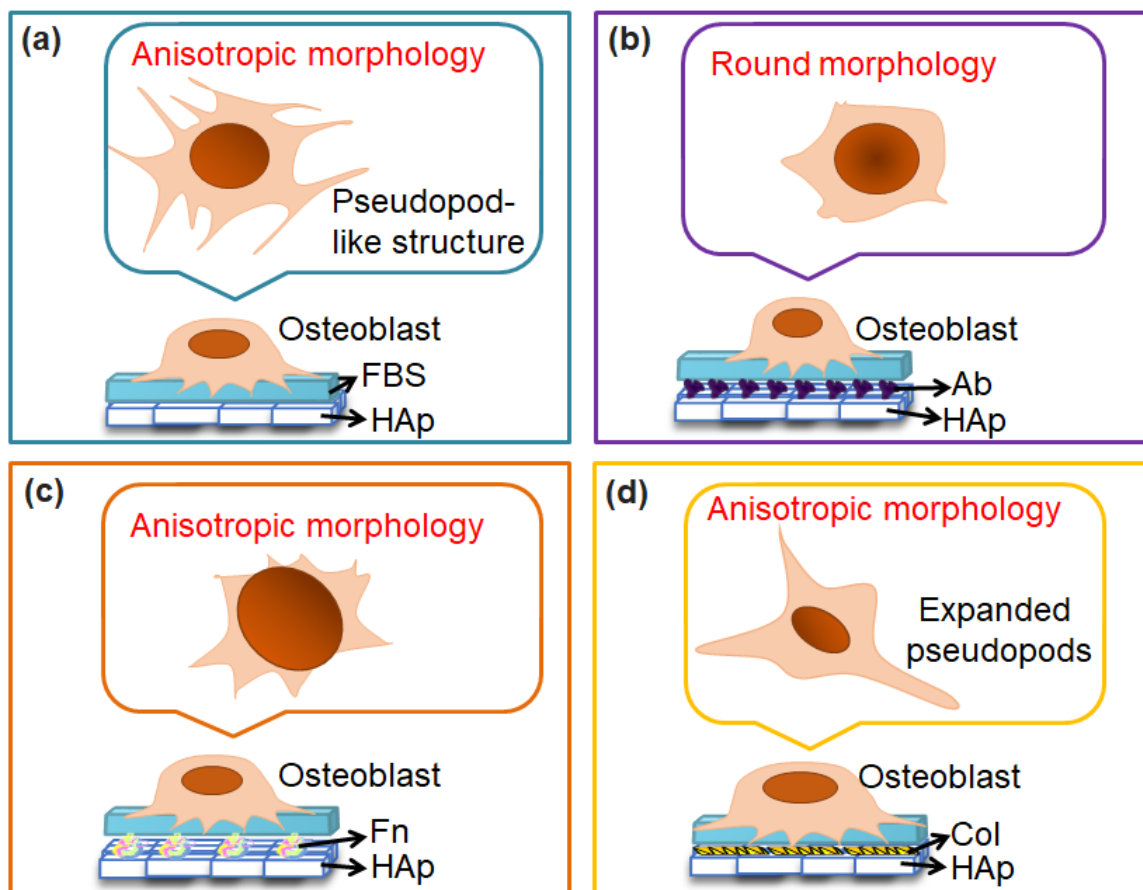 (a)
Anisotropic morphology
Pseudopod-
like structure
Osteoblast
FBS
HAp
(b)
Round morphology
Osteoblast
Ab
HAp
(c)
Anisotropic morphology
Osteoblast
Fn
HAp
(d)
Anisotropic morphology
Expanded
pseudopods
Osteoblast
Col
HAp